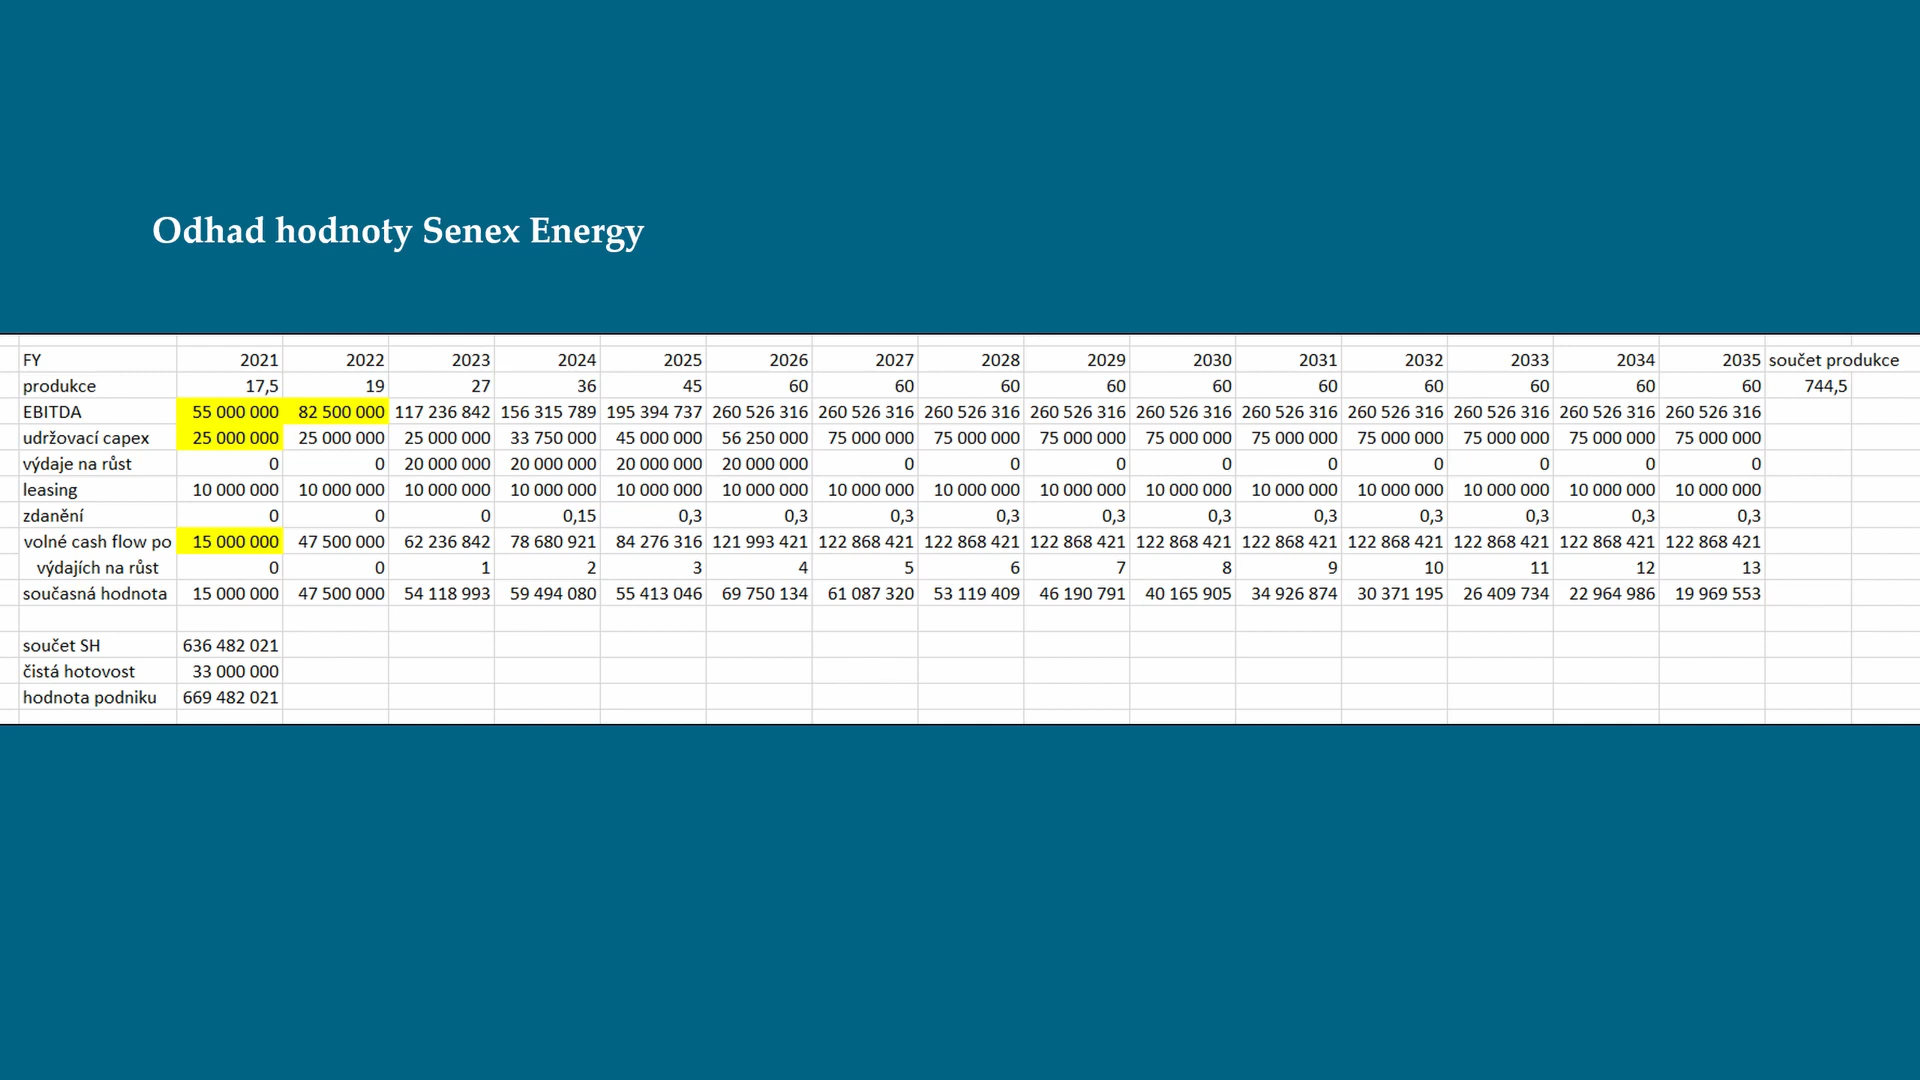 Odhad hodnoty Senex Energy
FY 2021 2022 2023 2024 2025 2026 2027 2028 2029 2030 2031 2032 2033 2034 2035 součet produkce
produkce 17,5 19 27 36 45 60 60 60 60 60 60 60 60 60 60 744,5
EBITDA 55 000 000 82 500 000 117 236 842 156 315 789 195 394 737 260 526 316 260 526 316 260 526 316 260 526 316 260 526 316 260 526 316 260 526 316 260 526 316 260 526 316 260 526 316
udržovací capex 25 000 000 25 000 000 25 000 000 33 750 000 45 000 000 56 250 000 75 000 000 75 000 000 75 000 000 75 000 000 75 000 000 75 000 000 75 000 000 75 000 000 75 000 000
výdaje na růst 0 0 20 000 000 20 000 000 20 000 000 20 000 000 0 0 0 0 0 0 0 0 0
leasing 10 000 000 10 000 000 10 000 000 10 000 000 10 000 000 10 000 000 10 000 000 10 000 000 10 000 000 10 000 000 10 000 000 10 000 000 10 000 000 10 000 000 10 000 000
zdanění 0 0 0 0,15 0,3 0,3 0,3 0,3 0,3 0,3 0,3 0,3 0,3 0,3 0,3
volné cash flow po 15 000 000 47 500 000 62 236 842 78 680 921 84 276 316 121 993 421 122 868 421 122 868 421 122 868 421 122 868 421 122 868 421 122 868 421 122 868 421 122 868 421 122 868 421
výdajích na růst 0 0 1 2 3 4 5 6 7 8 9 10 11 12 13
současná hodnota 15 000 000 47 500 000 54 118 993 59 494 080 55 413 046 69 750 134 61 087 320 53 119 409 46 190 791 40 165 905 34 926 874 30 371 195 26 409 734 22 964 986 19 969 553
součet SH 636 482 021
čistá hotovost 33 000 000
hodnota podniku 669 482 021